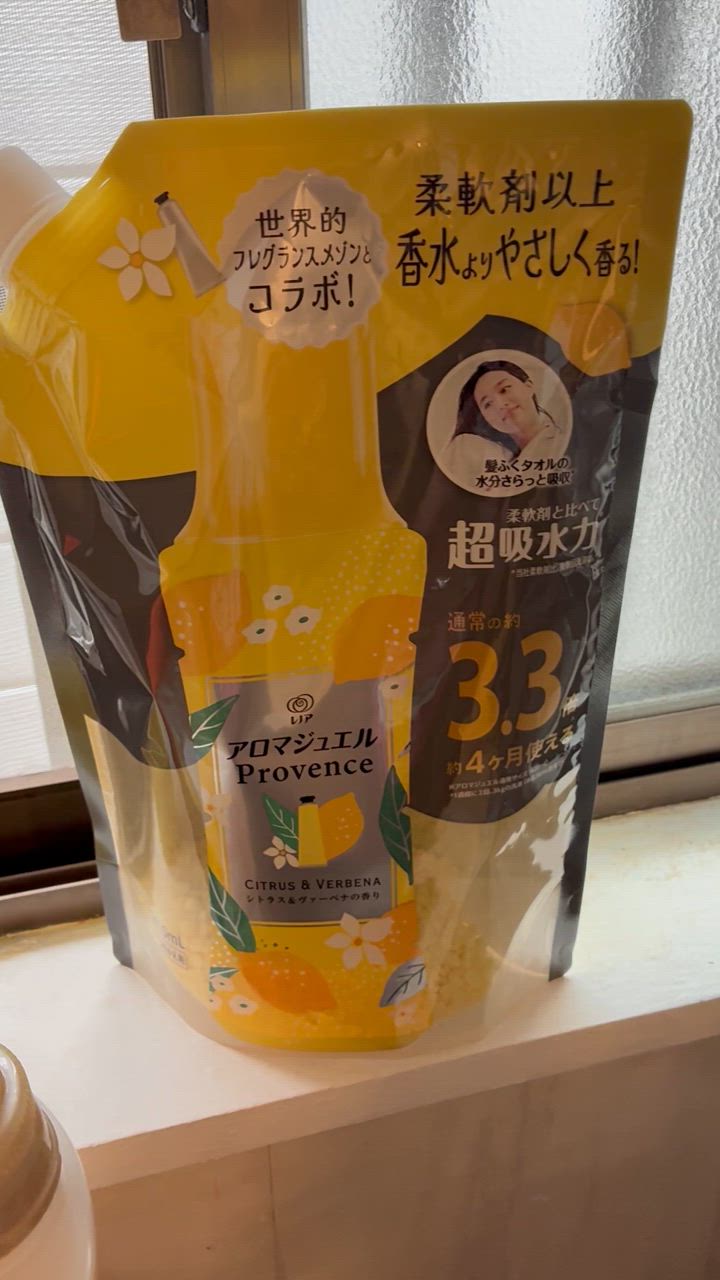 世界的
フレグランスメゾンと
コラボ!
柔軟剤以上
香水よりやさしく香る!
髪ふくタオルの
水分さらっと吸収
柔軟剤と比べて
超吸水力
通常の約
3.3倍
約4ヶ月使える
レノア
アロマジュエル
Provence
CITRUS & VERBENA
シトラス&ヴァーベナの香り
mL